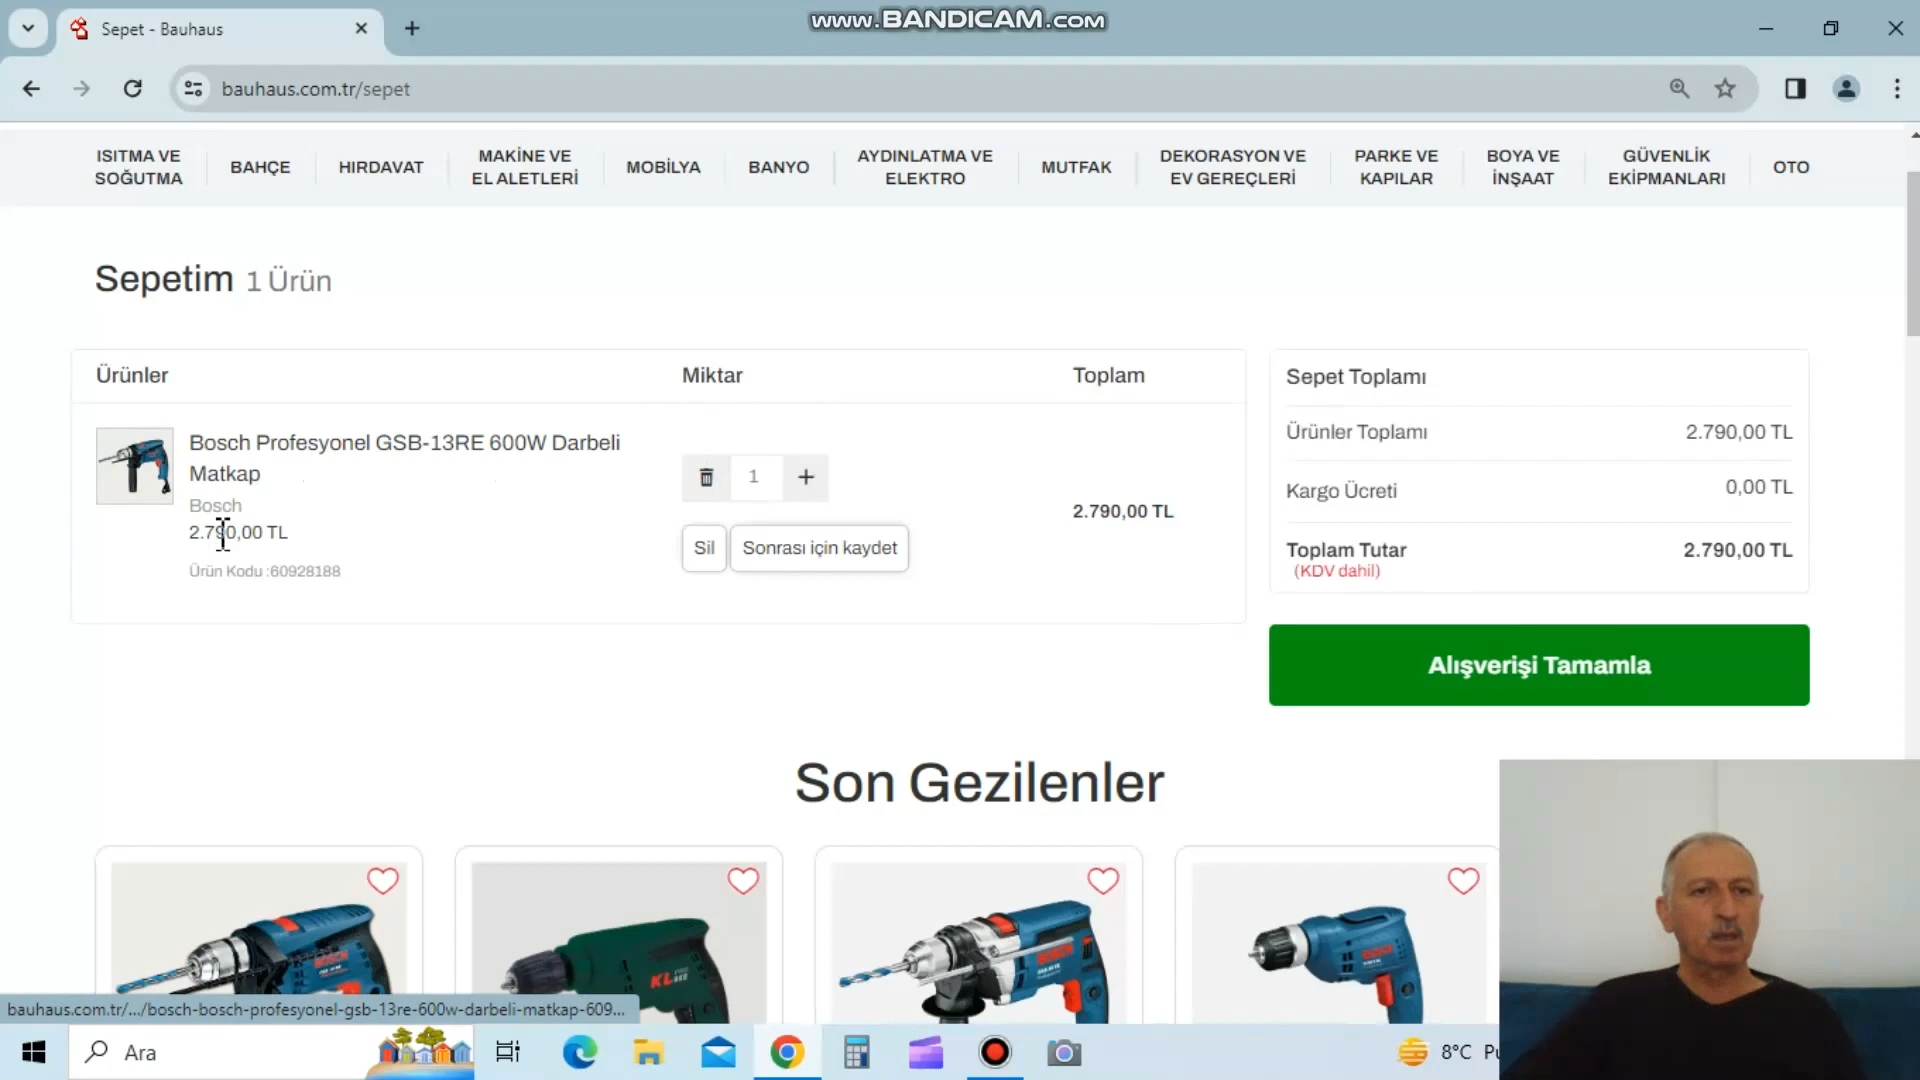 Sepet - Bauhaus
www.BANDICAM.com
bauhaus.com.tr/sepet
ISITMA VE SOĞUTMA
BAHÇE
HIRDAVAT
MAKİNE VE EL ALETLERİ
MOBİLYA
BANYO
AYDINLATMA VE ELEKTRO
MUTFAK
DEKORASYON VE EV GEREÇLERİ
PARKE VE KAPILAR
BOYA VE İNŞAAT
GÜVENLİK EKİPMANLARI
OTO
Sepetim 1 Ürün
Ürünler Miktar Toplam
Bosch Profesyonel GSB-13RE 600W Darbeli
Matkap
Bosch
2.790,00 TL
Ürün Kodu :60928188
1
Sil
Sonrası için kaydet
2.790,00 TL
Sepet Toplamı
Ürünler Toplamı 2.790,00 TL
Kargo Ücreti 0,00 TL
Toplam Tutar 2.790,00 TL
(KDV dahil)
Alışverişi Tamamla
Son Gezilenler
BOSCH
KL
BOSCH
BOSCH
bauhaus.com.tr/.../bosch-bosch-profesyonel-gsb-13re-600w-darbeli-matkap-609...
Ara
8°C